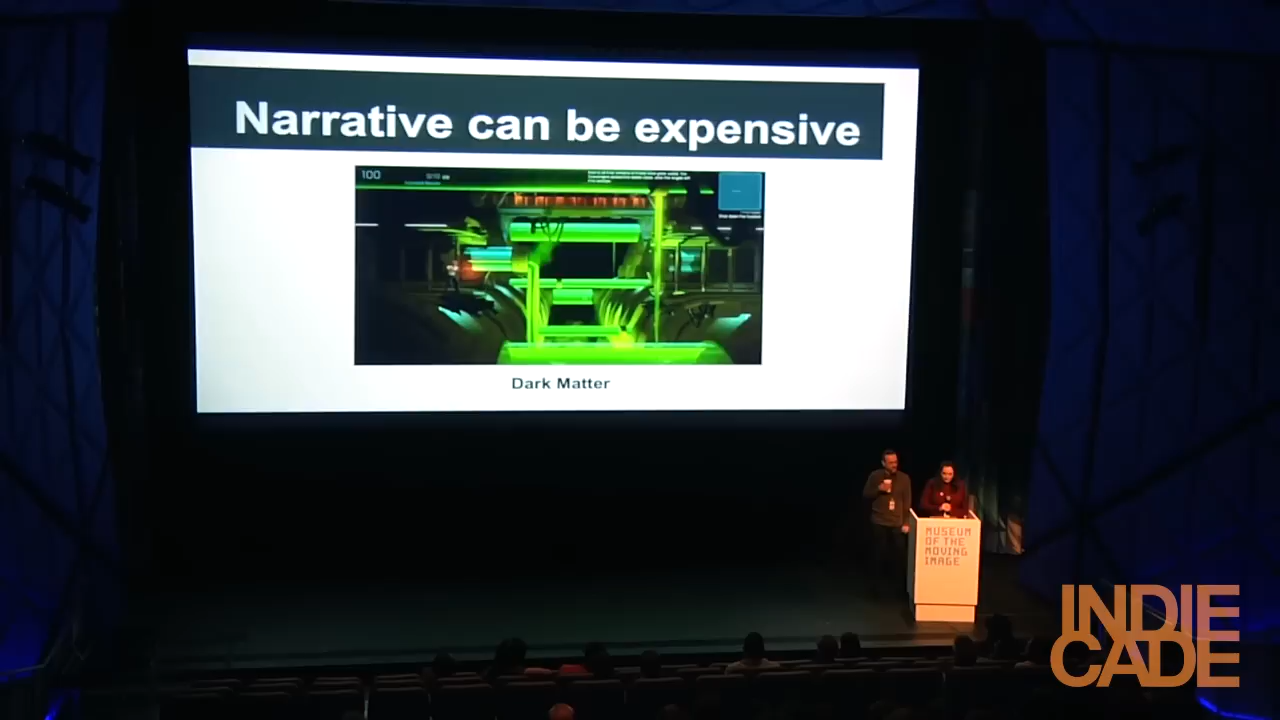 Narrative can be expensive
100
Dark Matter
MUSEUM
OF THE
MOVING
IMAGE
INDIE
CADE